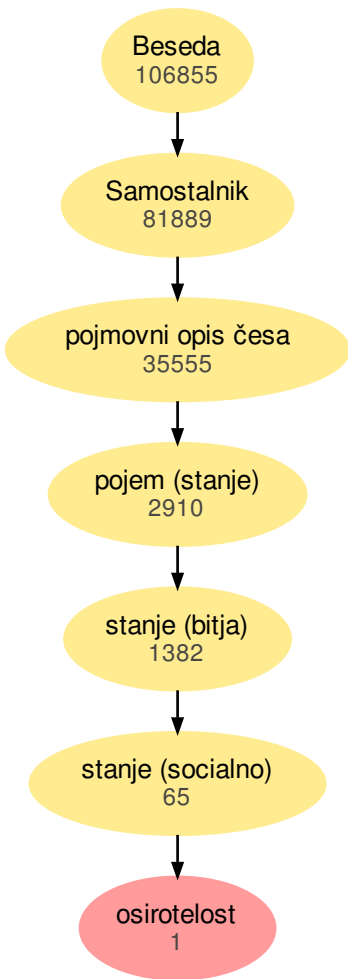 Beseda
106855
Samostalnik
81889
pojmovni opis česa
35555
pojem (stanje)
2910
stanje (bitja)
1382
stanje (socialno)
65
osirotelost
1